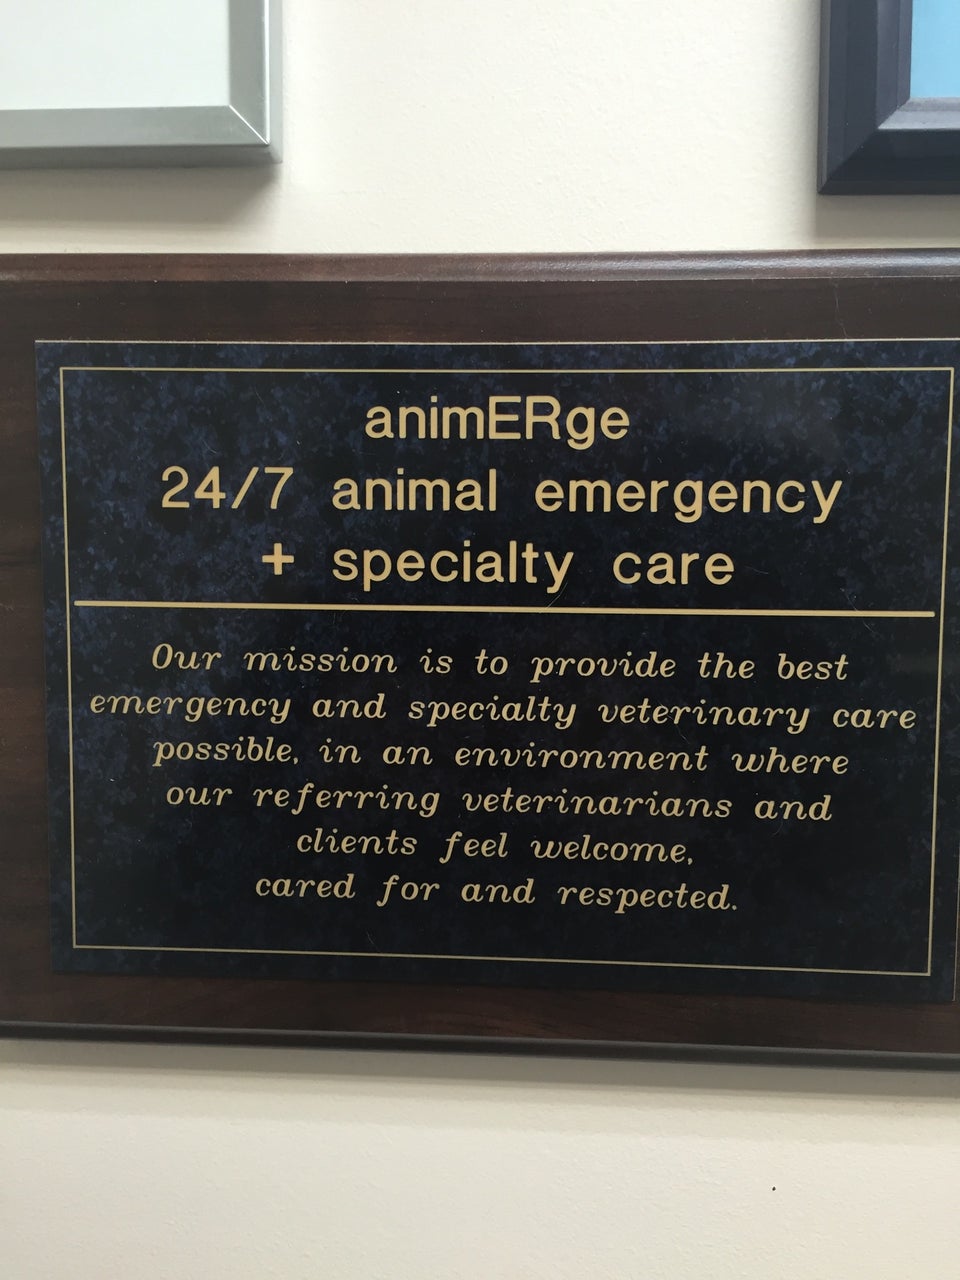 animERge
24/7 animal emergency
+ specialty care
Our mission is to provide the best
emergency and specialty veterinary care
possible, in an environment where
our referring veterinarians and
clients feel welcome,
cared for and respected.